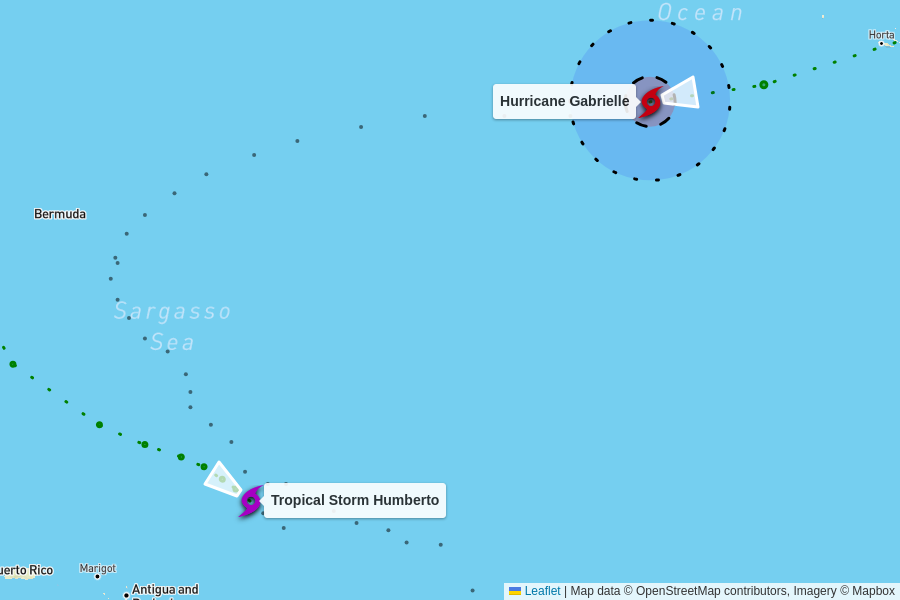 Ocean
Horta
Hurricane Gabrielle
Bermuda
Sargasso
Sea
Tropical Storm Humberto
uerto Rico
Marigot
Antigua and
Leaflet | Map data © OpenStreetMap contributors, Imagery © Mapbox